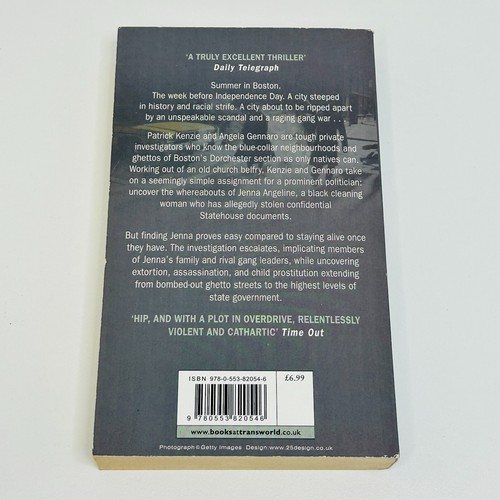 'A TRULY EXCELLENT THRILLER'
Daily Telegraph
Summer in Boston.
The week before Independence Day. A city steeped
in history and racial strife. A city about to be ripped apart
by an unspeakable scandal and a raging gang war . . .
Patrick Kenzie and Angela Gennaro are tough private
investigators who know the blue-collar neighbourhoods and
ghettos of Boston's Dorchester section as only natives can.
Working out of an old church belfry, Kenzie and Gennaro take
on a seemingly simple assignment for a prominent politician:
uncover the whereabouts of Jenna Angeline, a black cleaning
woman who has allegedly stolen confidential
Statehouse documents.
But finding Jenna proves easy compared to staying alive once
they have. The investigation escalates, implicating members
of Jenna's family and rival gang leaders, while uncovering
extortion, assassination, and child prostitution extending
from bombed-out ghetto streets to the highest levels of
state government.
'HIP, AND WITH A PLOT IN OVERDRIVE, RELENTLESSLY
VIOLENT AND CATHARTIC' Time Out
ISBN 978-0-553-82054-6
£6.99
9 780553 820546
www.booksattransworld.co.uk
Photograph©Getty Images Design:www.25design.co.uk